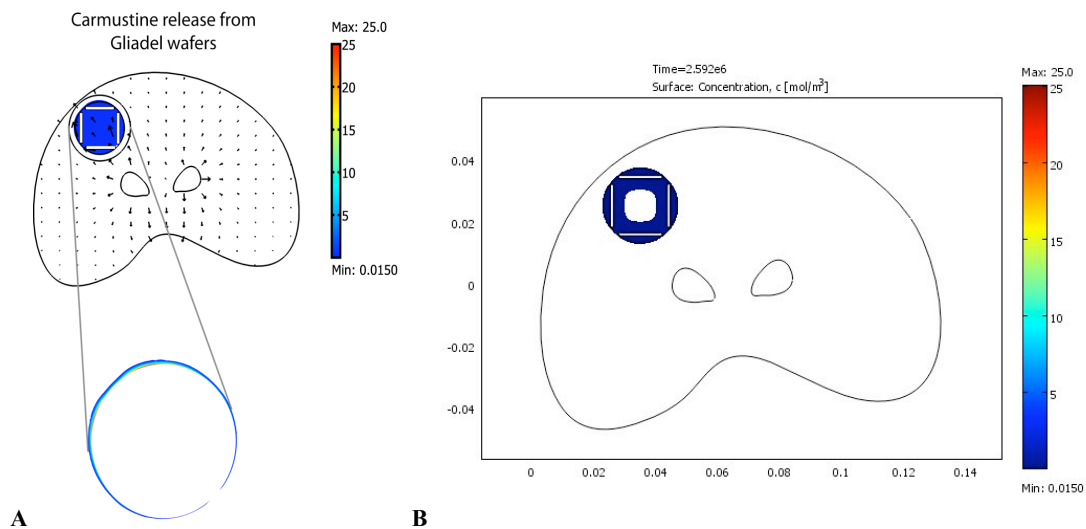 Carmustine release from
Gliadel wafers
Max: 25.0
25
20
15
10
5
Min: 0.0150
A
Time=2.592e6
Surface: Concentration, c [mol/m³]
Max: 25.0
25
20
15
10
5
Min: 0.0150
0.04
0.02
0
-0.02
-0.04
0 0.02 0.04 0.06 0.08 0.1 0.12 0.14
B